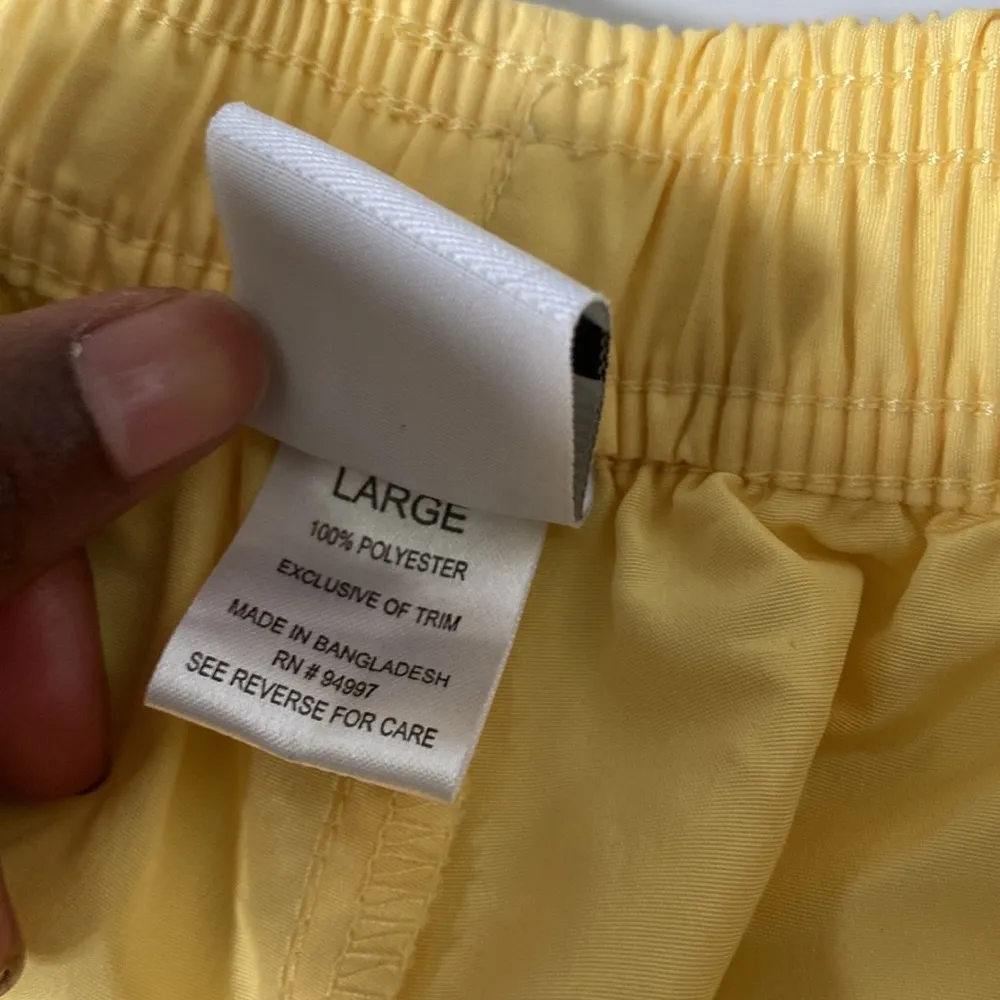 LARGE
100% POLYESTER
EXCLUSIVE OF TRIM
MADE IN BANGLADESH
RN # 94997
SEE REVERSE FOR CARE